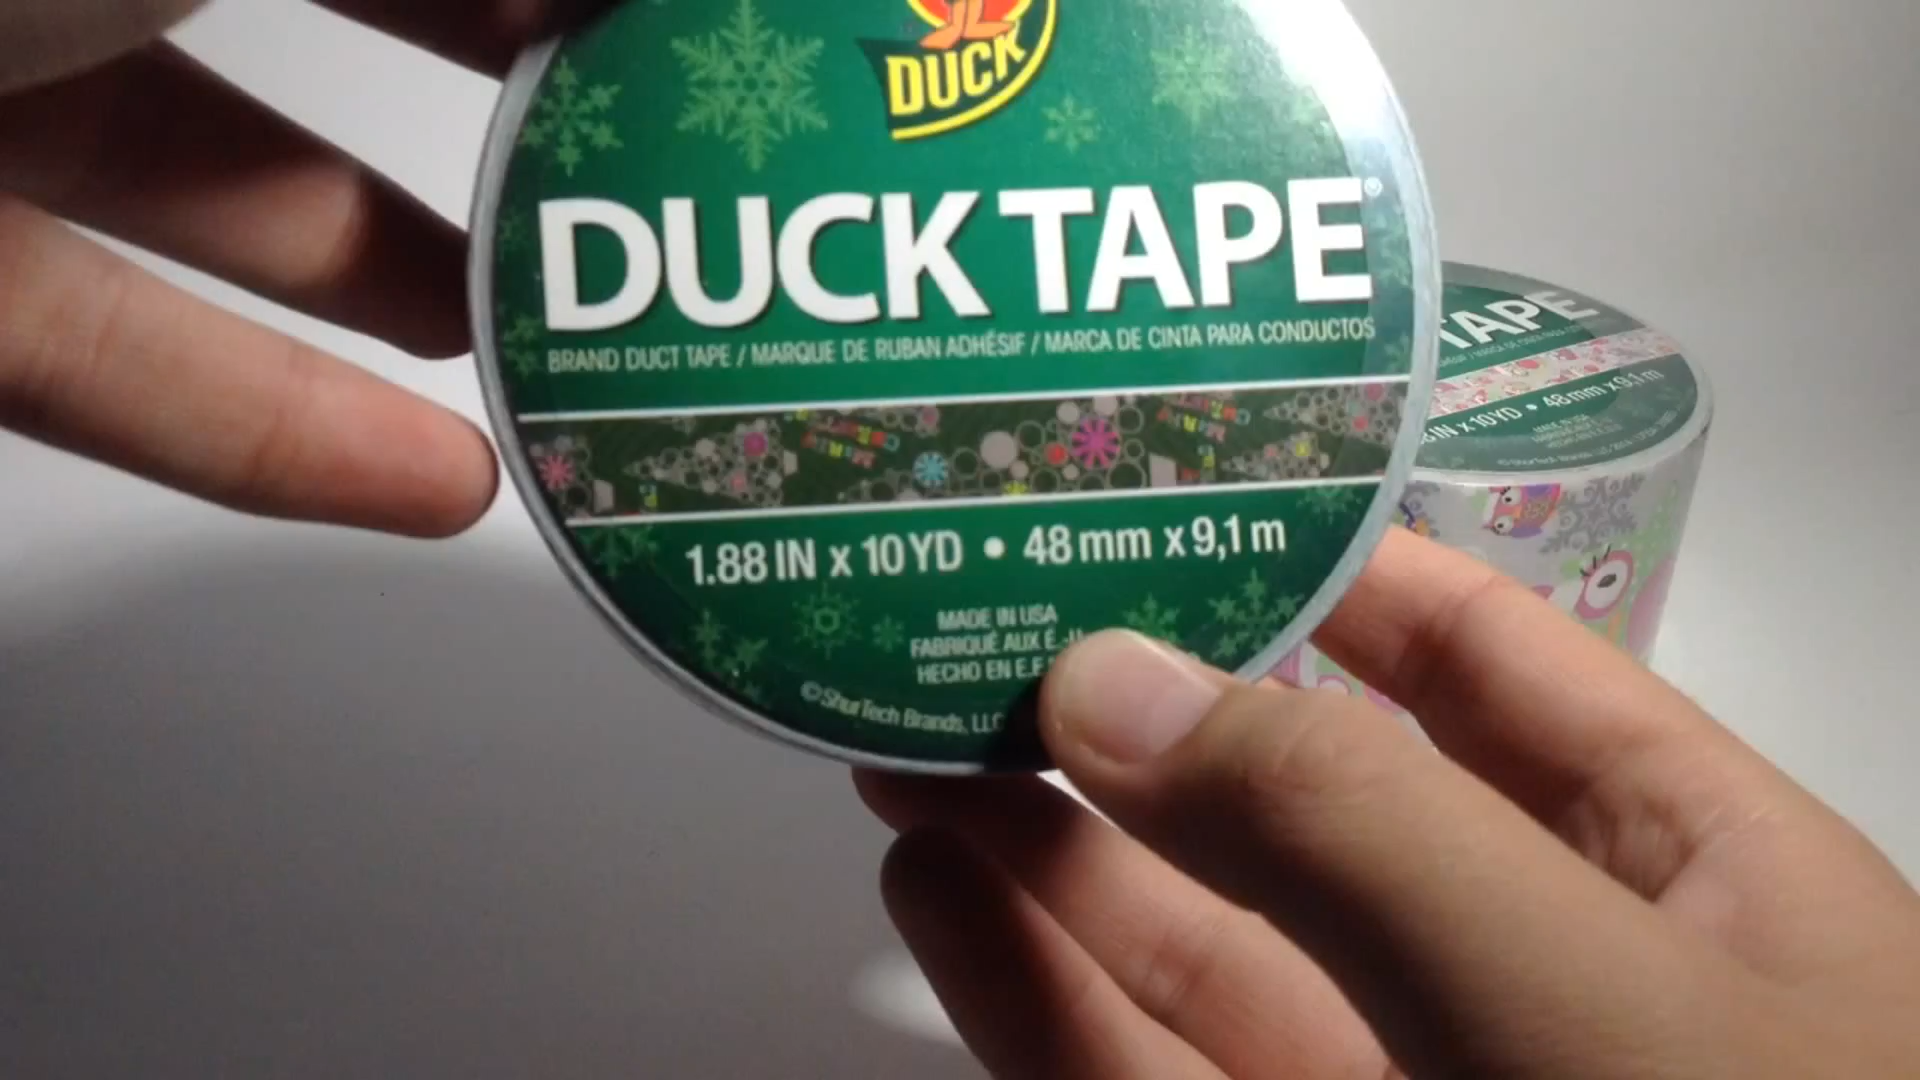 DUCK
DUCK TAPE®
BRAND DUCT TAPE / MARQUE DE RUBAN ADHÉSIF / MARCA DE CINTA PARA CONDUCTOS
1.88 IN x 10 YD • 48 mm x 9,1 m
MADE IN USA
FABRIQUÉ AUX É.-U.
HECHO EN E.E.
©ShurTech Brands, LLC
TAPE
IN x 10 YD • 48 mm x 9,1 m